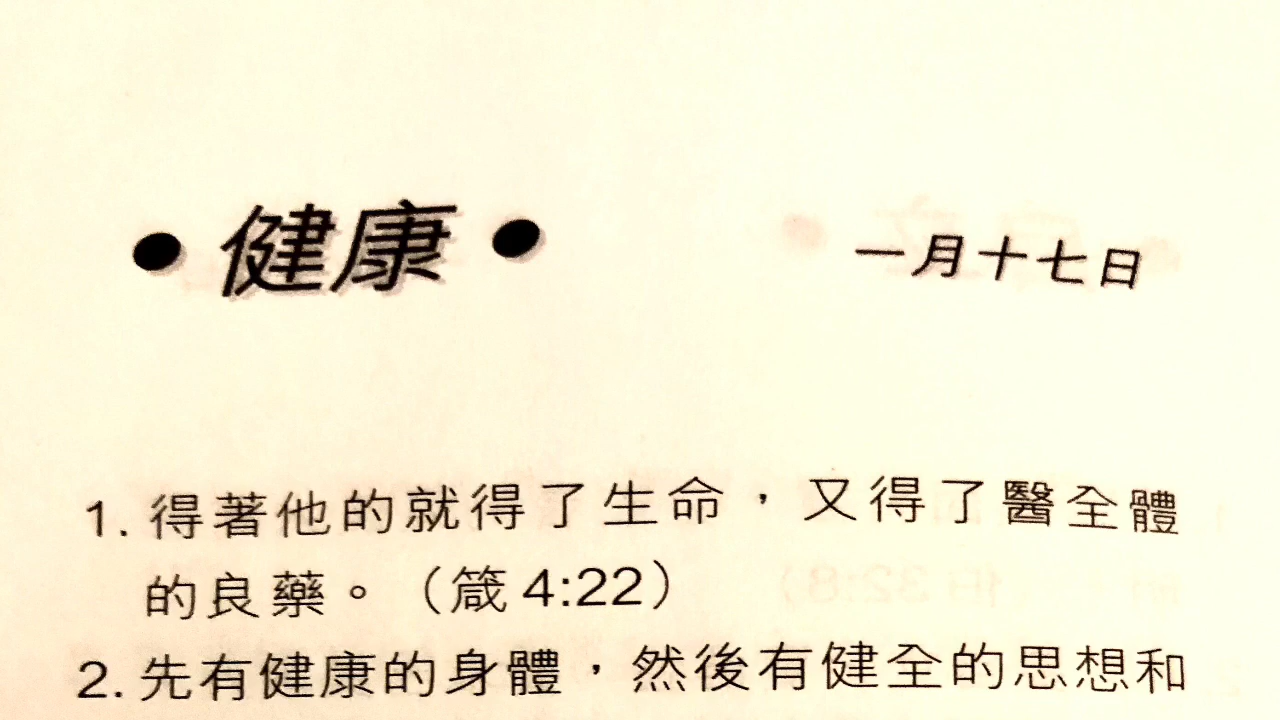 • 健康 • 一月十七日
1. 得著他的就得了生命，又得了醫全體
的良藥。（箴 4:22）
2. 先有健康的身體，然後有健全的思想和